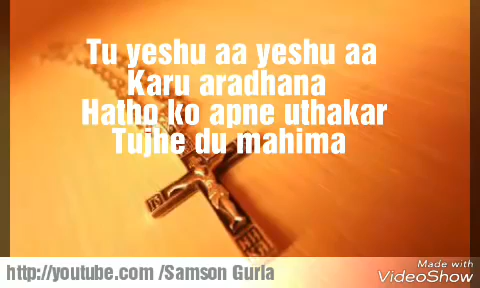 Tu yeshu aa yeshu aa
Karu aradhana
Hatho ko apne uthakar
Tujhe du mahima
http://youtube.com /Samson Gurla
Made with
VideoShow